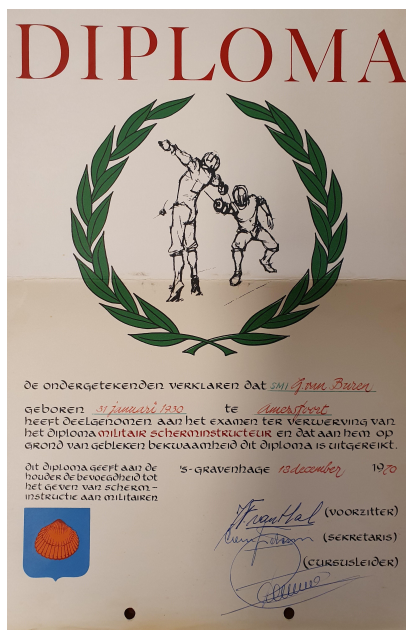 DIPLOMA
de ondergetekenden verklaren dat SMI Buren
geboren 31 januari 1930 te Amersfoort
heeft deelgenomen aan het examen ter verwerving van
het diploma militair scherminstructeur en dat aan hem op
grond van gebleken bekwaamheid dit diploma is uitgereikt.
dit diploma geeft aan de
houder de bevoegdheid tot
het geven van scherm-
instructie aan militairen
's-gravenhage 18 december 1970
(voorzitter)
(sekretaris)
(cursusleider)